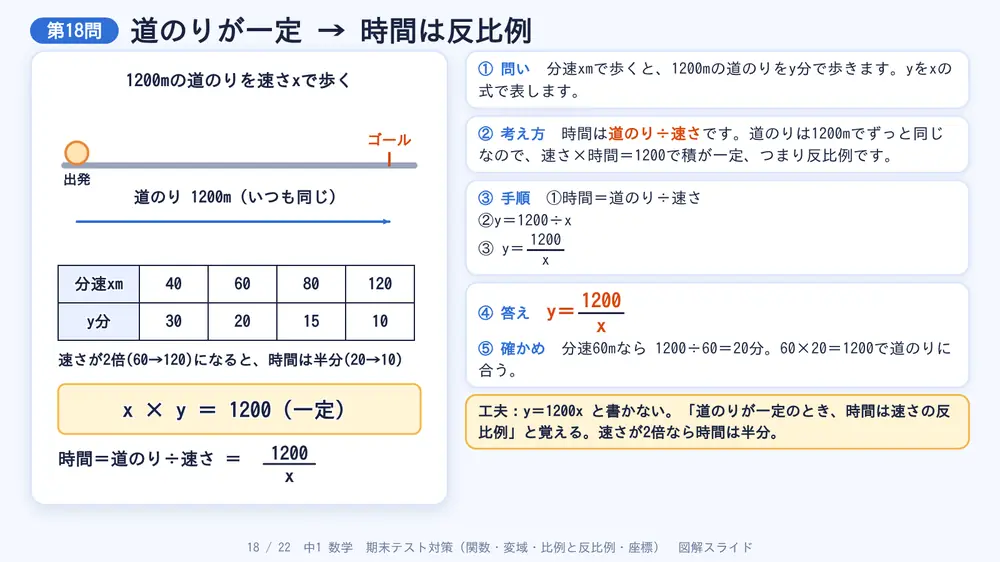 第18問 道のりが一定 → 時間は反比例
1200mの道のりを速さxで歩く
ゴール
出発
道のり 1200m（いつも同じ）
分速xm 40 60 80 120
y分 30 20 15 10
速さが2倍(60→120)になると、時間は半分(20→10)
x × y ＝ 1200（一定）
時間＝道のり÷速さ ＝ 1200/x
① 問い 分速xmで歩くと、1200mの道のりをy分で歩きます。yをxの
式で表します。
② 考え方 時間は道のり÷速さです。道のりは1200mでずっと同じ
なので、速さ×時間＝1200で積が一定、つまり反比例です。
③ 手順 ①時間＝道のり÷速さ
②y＝1200÷x
③ y＝1200/x
④ 答え y＝1200/x
⑤ 確かめ 分速60mなら 1200÷60＝20分。60×20＝1200で道のりに
合う。
工夫：y＝1200x と書かない。「道のりが一定のとき、時間は速さの反
比例」と覚える。速さが2倍なら時間は半分。
18 / 22 中1 数学 期末テスト対策（関数・変域・比例と反比例・座標） 図解スライド